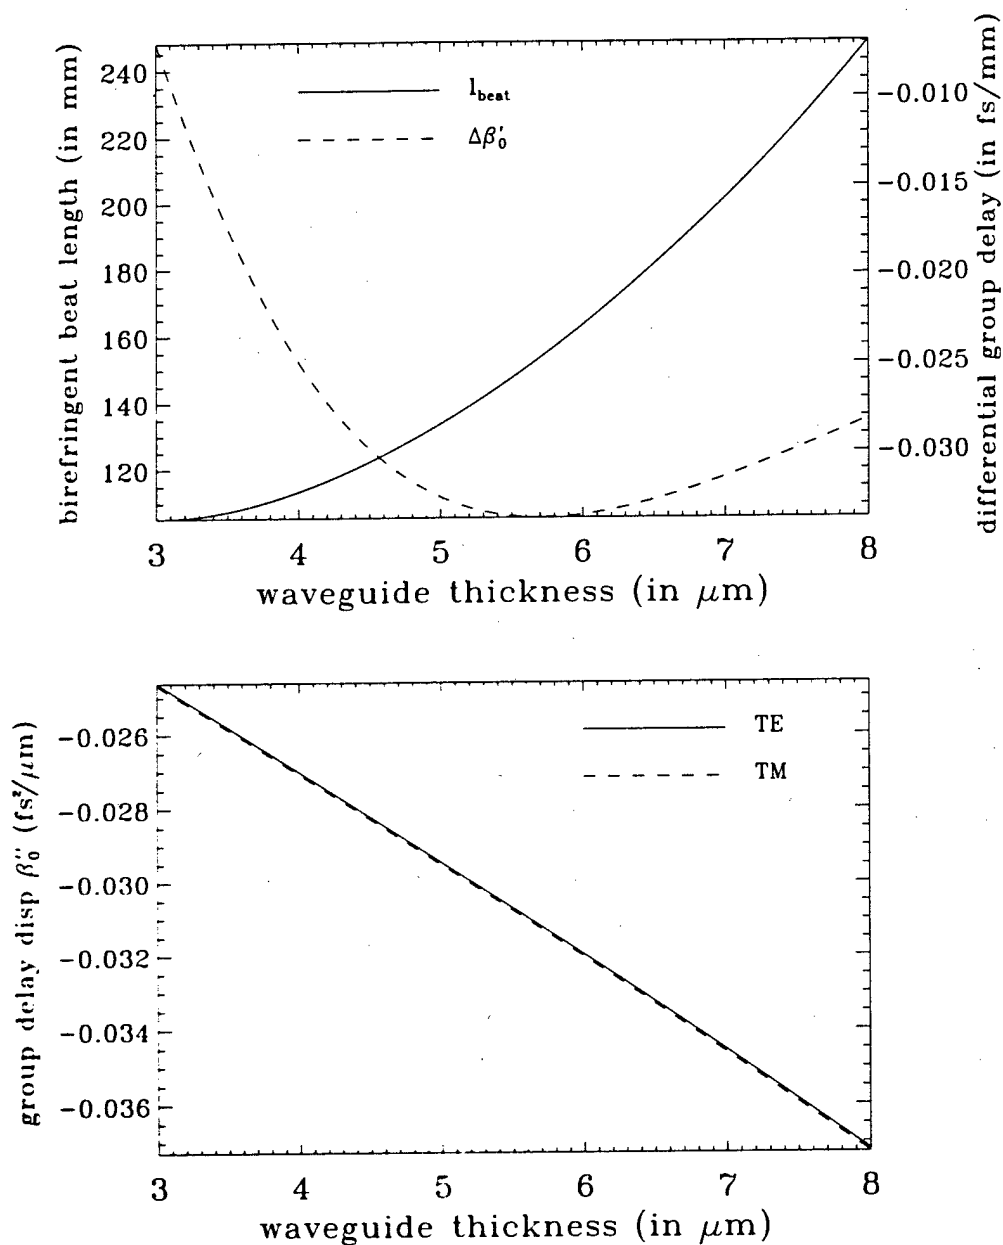 birefringent beat length (in mm)
240
220
200
180
160
140
120
l_beat
Δβ₀′
-0.010
-0.015
-0.020
-0.025
-0.030
differential group delay (in fs/mm)
3 4 5 6 7 8
waveguide thickness (in μm)
group delay disp β₀″ (fs²/μm)
-0.026
-0.028
-0.030
-0.032
-0.034
-0.036
TE
TM
3 4 5 6 7 8
waveguide thickness (in μm)